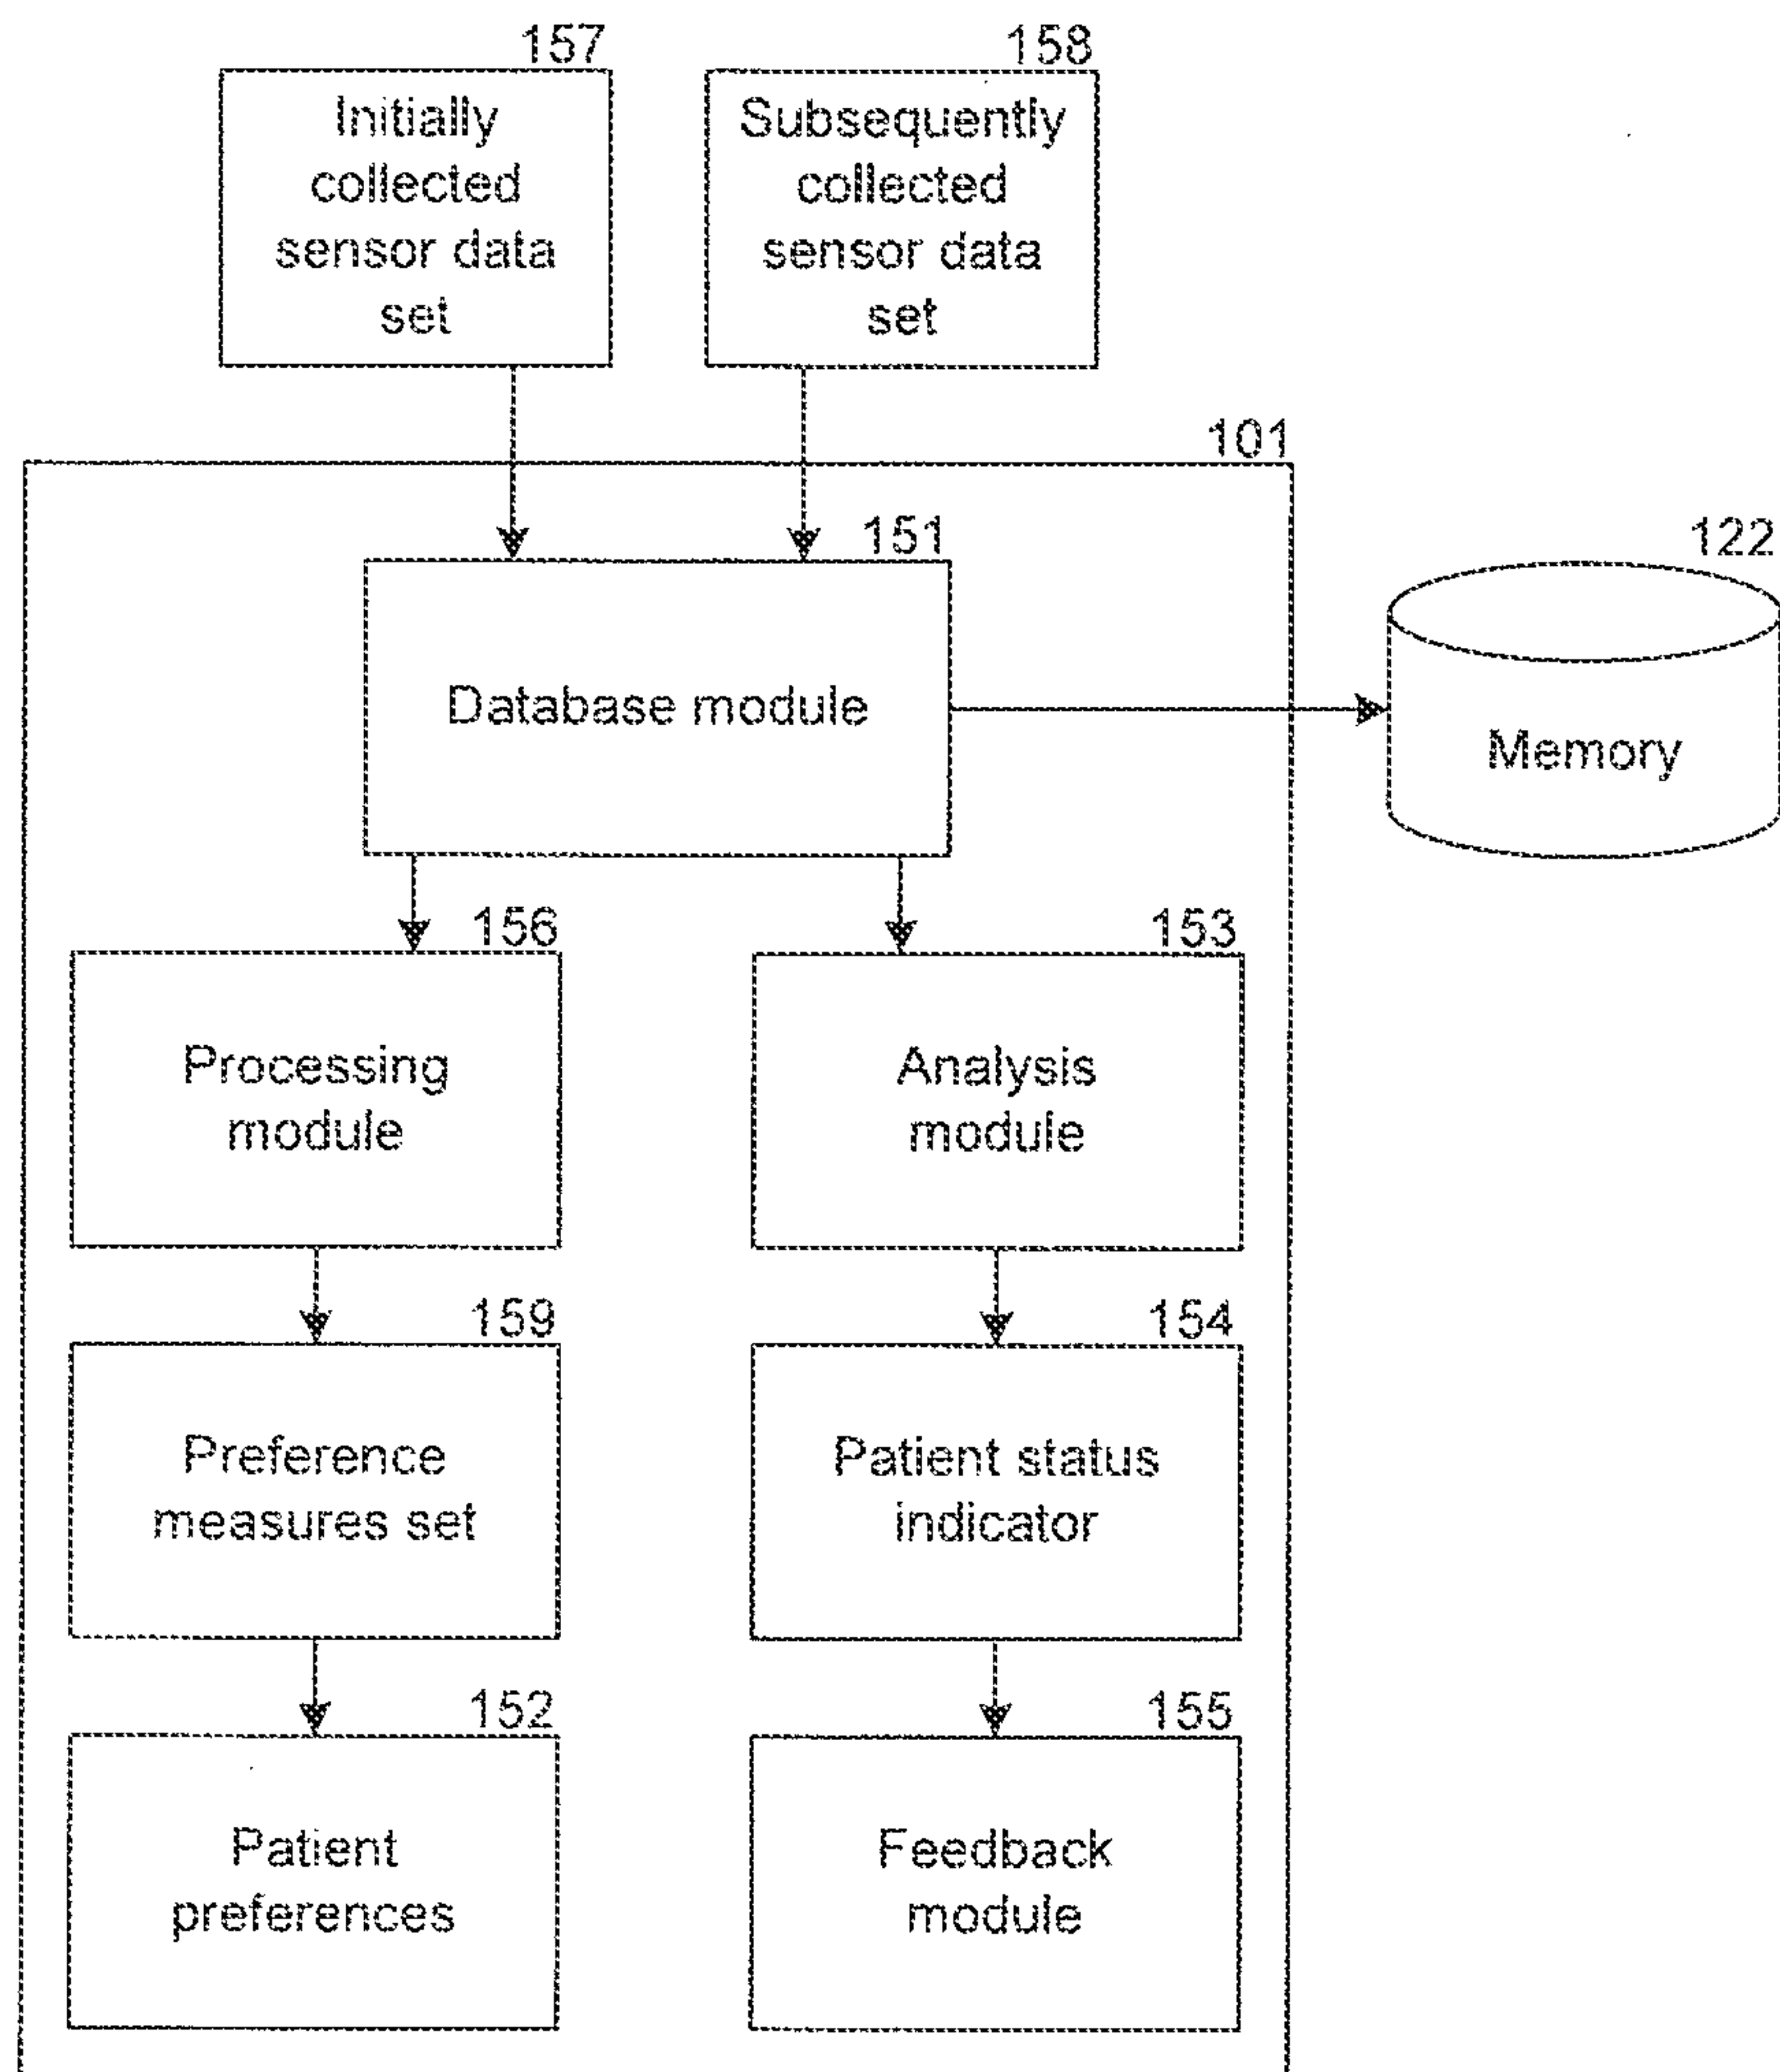 157
Initially
collected
sensor data
set
158
Subsequently
collected
sensor data
set
101
151
Database module
122
Memory
156
Processing
module
153
Analysis
module
159
Preference
measures set
154
Patient status
indicator
152
Patient
preferences
155
Feedback
module